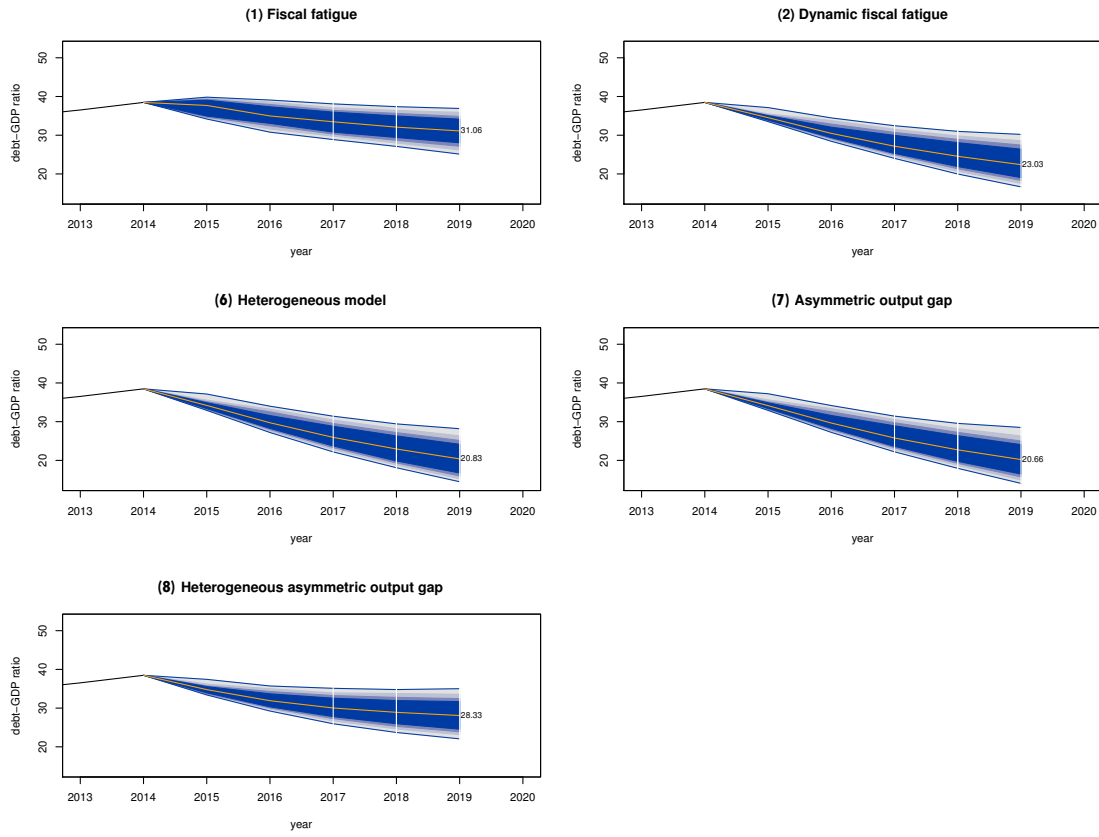 (1) Fiscal fatigue
debt−GDP ratio
50
40
30
20
31.06
2013 2014 2015 2016 2017 2018 2019 2020
year
(2) Dynamic fiscal fatigue
debt−GDP ratio
50
40
30
20
23.03
2013 2014 2015 2016 2017 2018 2019 2020
year
(6) Heterogeneous model
debt−GDP ratio
50
40
30
20
20.83
2013 2014 2015 2016 2017 2018 2019 2020
year
(7) Asymmetric output gap
debt−GDP ratio
50
40
30
20
20.66
2013 2014 2015 2016 2017 2018 2019 2020
year
(8) Heterogeneous asymmetric output gap
debt−GDP ratio
50
40
30
20
28.33
2013 2014 2015 2016 2017 2018 2019 2020
year